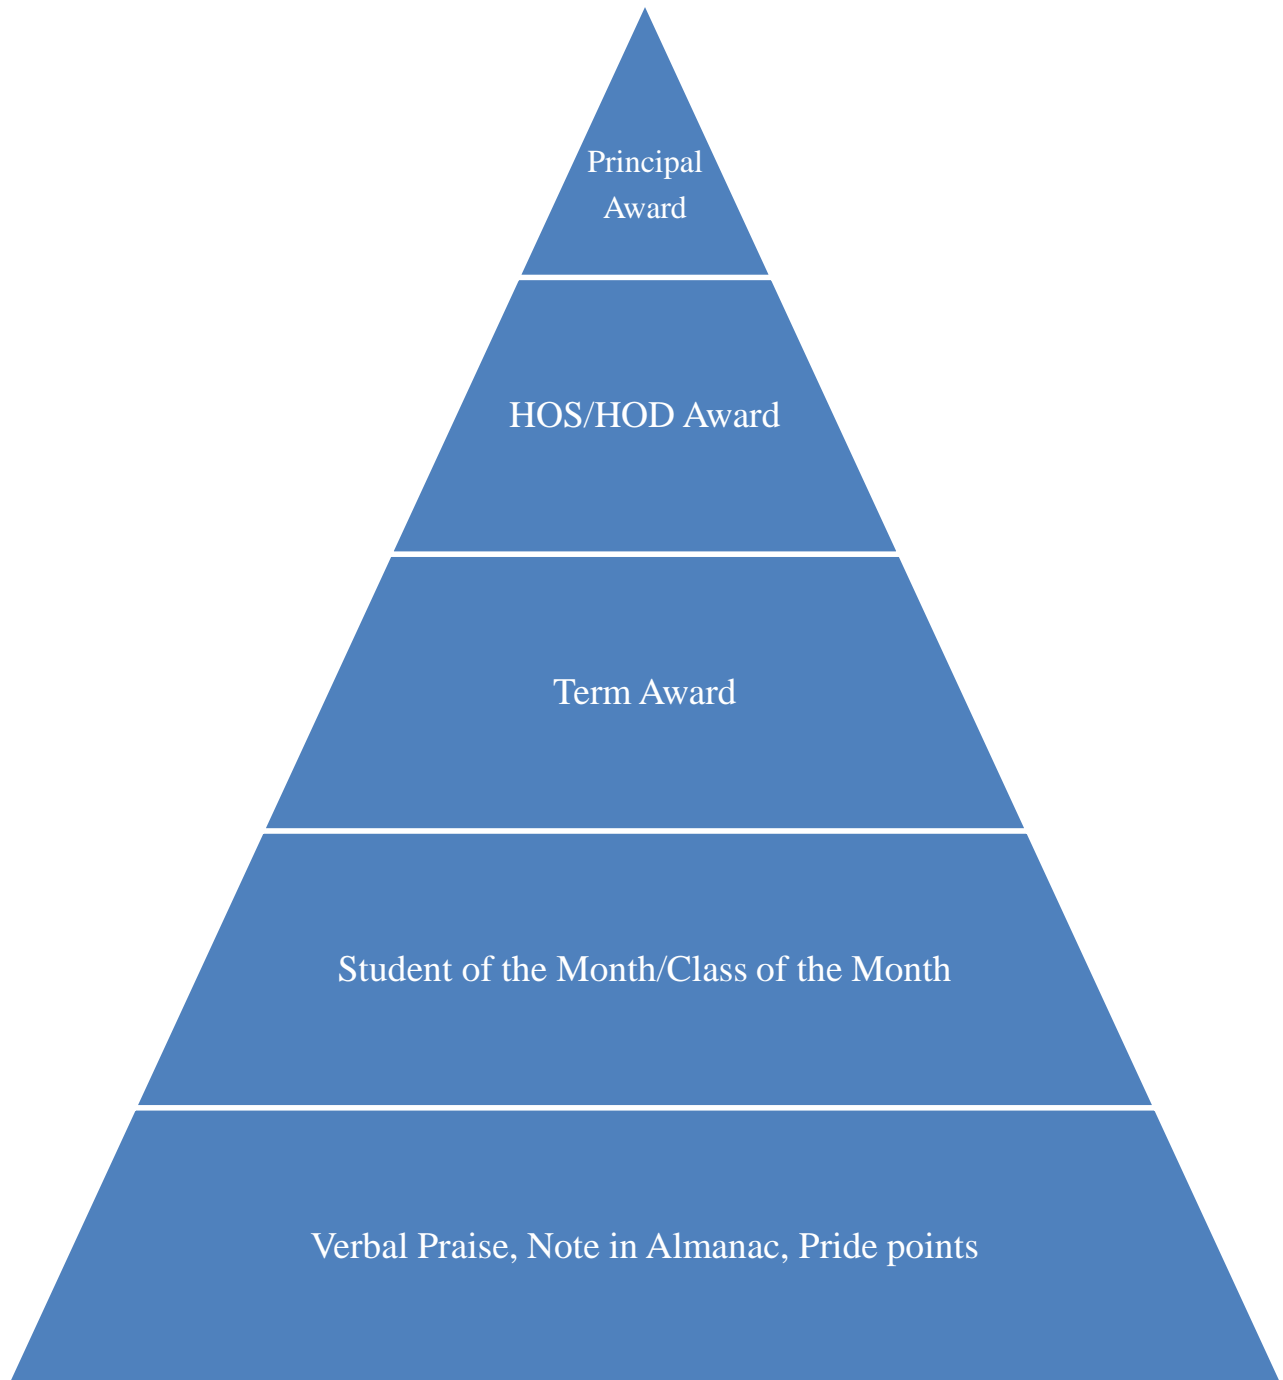 Principal
Award
HOS/HOD Award
Term Award
Student of the Month/Class of the Month
Verbal Praise, Note in Almanac, Pride points